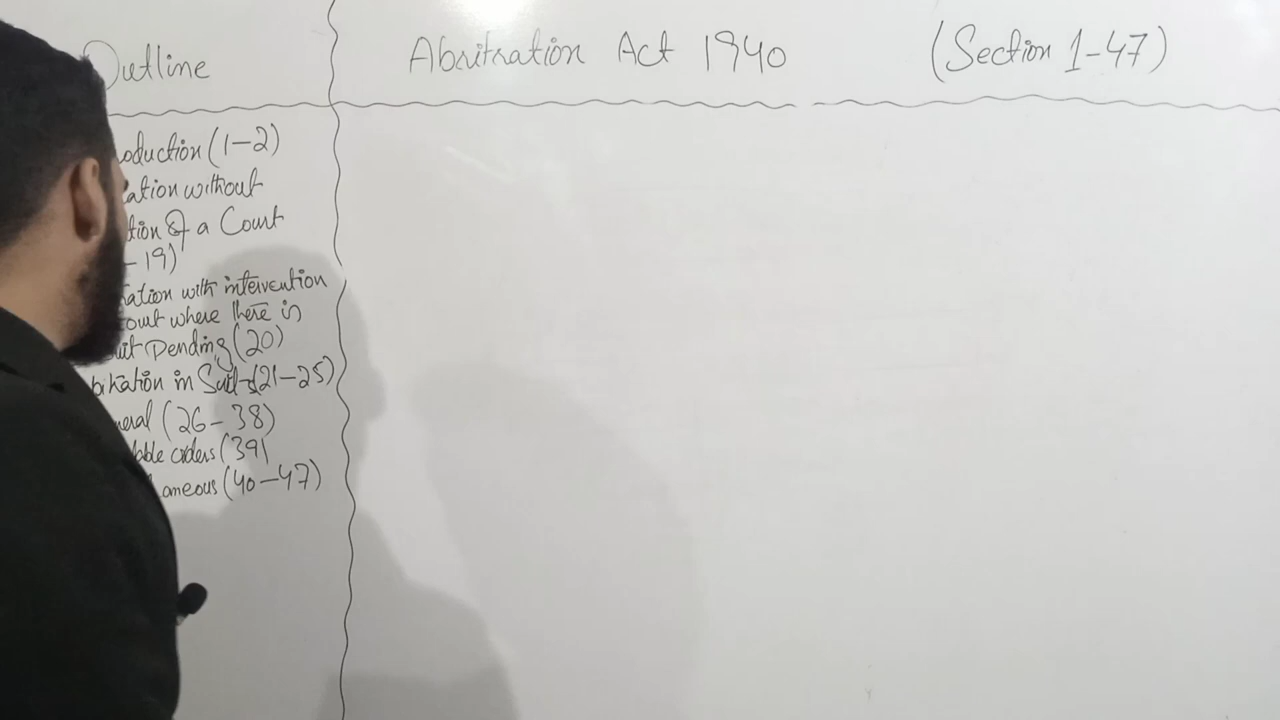 Outline
Abritration Act 1940 (Section 1-47)
oduction (1-2)
ation without
tion of a Court
- 19)
ation with intervention
ourt where there is
uit Pending (20)
bitration in Suit (21-25)
neral (26-38)
able orders (39)
aneous (40-47)